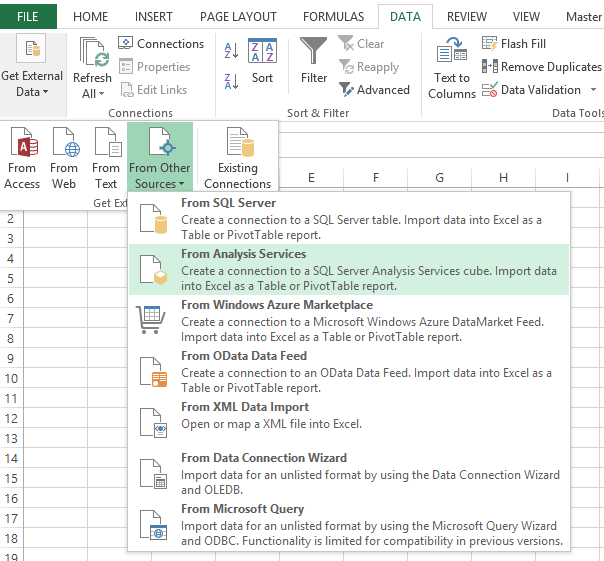 FILE HOME INSERT PAGE LAYOUT FORMULAS DATA REVIEW VIEW Master
Get External
Data
Refresh
All
Connections
Properties
Edit Links
Connections
Sort
Filter
Clear
Reapply
Advanced
Sort & Filter
Text to
Columns
Flash Fill
Remove Duplicates
Data Validation
Data Tools
From
Access
From
Web
From
Text
From Other
Sources
Existing
Connections
Get Ext
E F G H I
2
3
4
5
6
7
8
9
10
11
12
13
14
15
16
17
18
19
From SQL Server
Create a connection to a SQL Server table. Import data into Excel as a
Table or PivotTable report.
From Analysis Services
Create a connection to a SQL Server Analysis Services cube. Import data
into Excel as a Table or PivotTable report.
From Windows Azure Marketplace
Create a connection to a Microsoft Windows Azure DataMarket Feed.
Import data into Excel as a Table or PivotTable report.
From OData Data Feed
Create a connection to an OData Data Feed. Import data into Excel as a
Table or PivotTable report.
From XML Data Import
Open or map a XML file into Excel.
From Data Connection Wizard
Import data for an unlisted format by using the Data Connection Wizard
and OLEDB.
From Microsoft Query
Import data for an unlisted format by using the Microsoft Query Wizard
and ODBC. Functionality is limited for compatibility in previous versions.